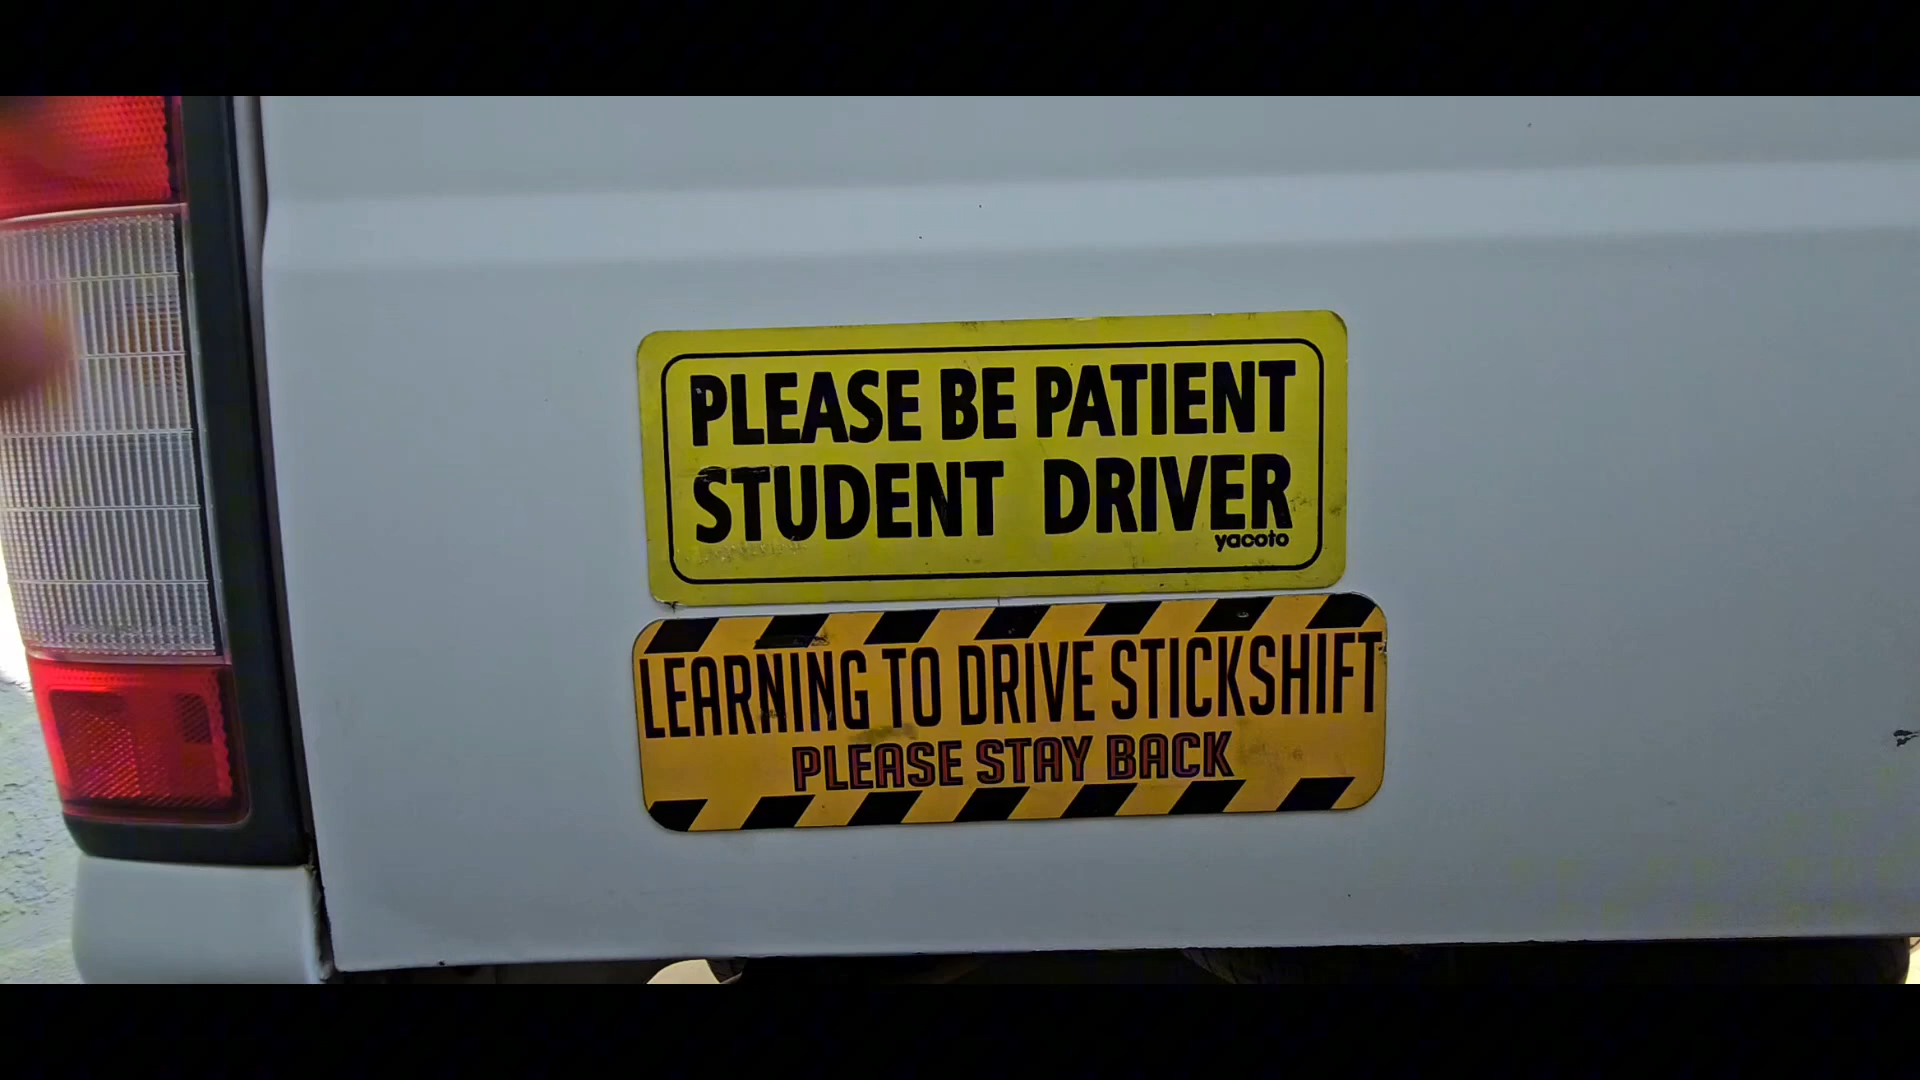 PLEASE BE PATIENT
STUDENT DRIVER
yacoto
LEARNING TO DRIVE STICKSHIFT
PLEASE STAY BACK